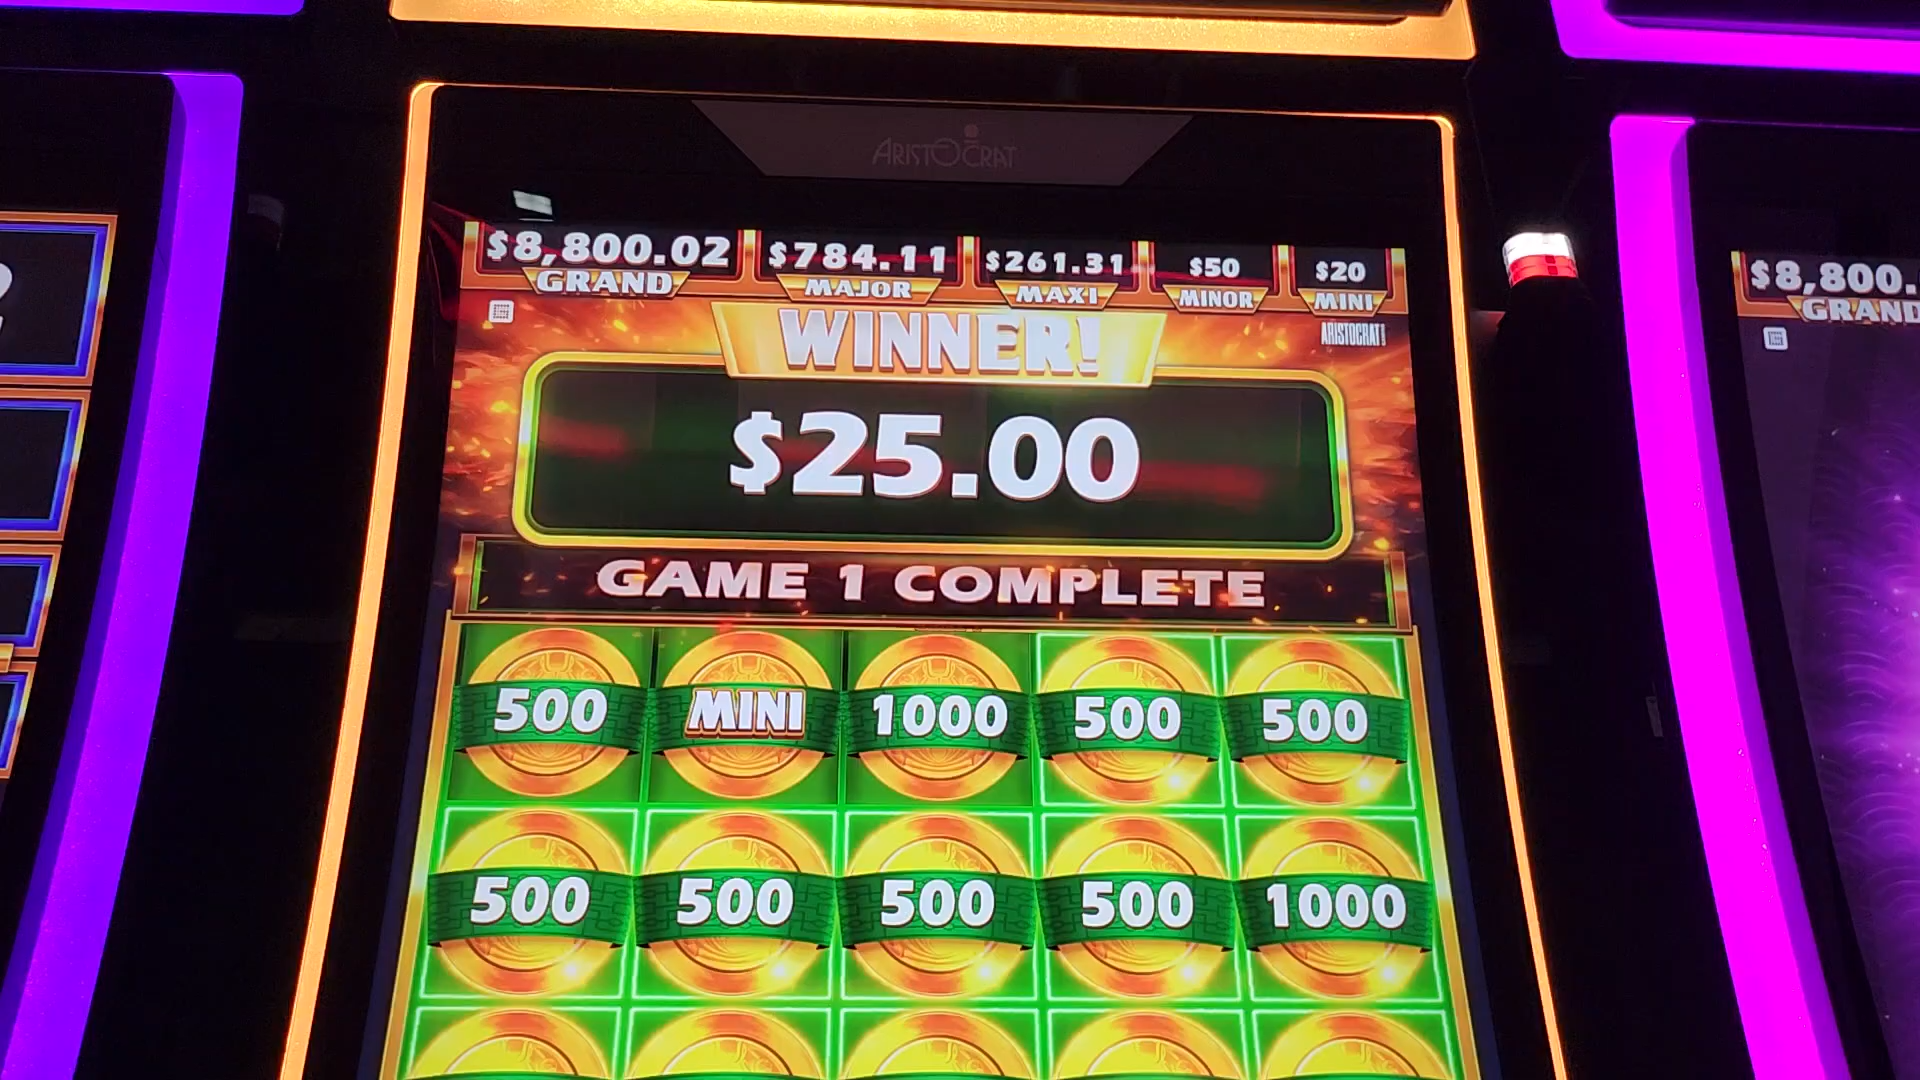 ARISTOCRAT
$8,800.02 $784.11 $261.31 $50 $20
GRAND MAJOR MAXI MINOR MINI
$8,800.
GRAND
WINNER!
ARISTOCRAT
$25.00
GAME 1 COMPLETE
500 MINI 1000 500 500
500 500 500 500 1000